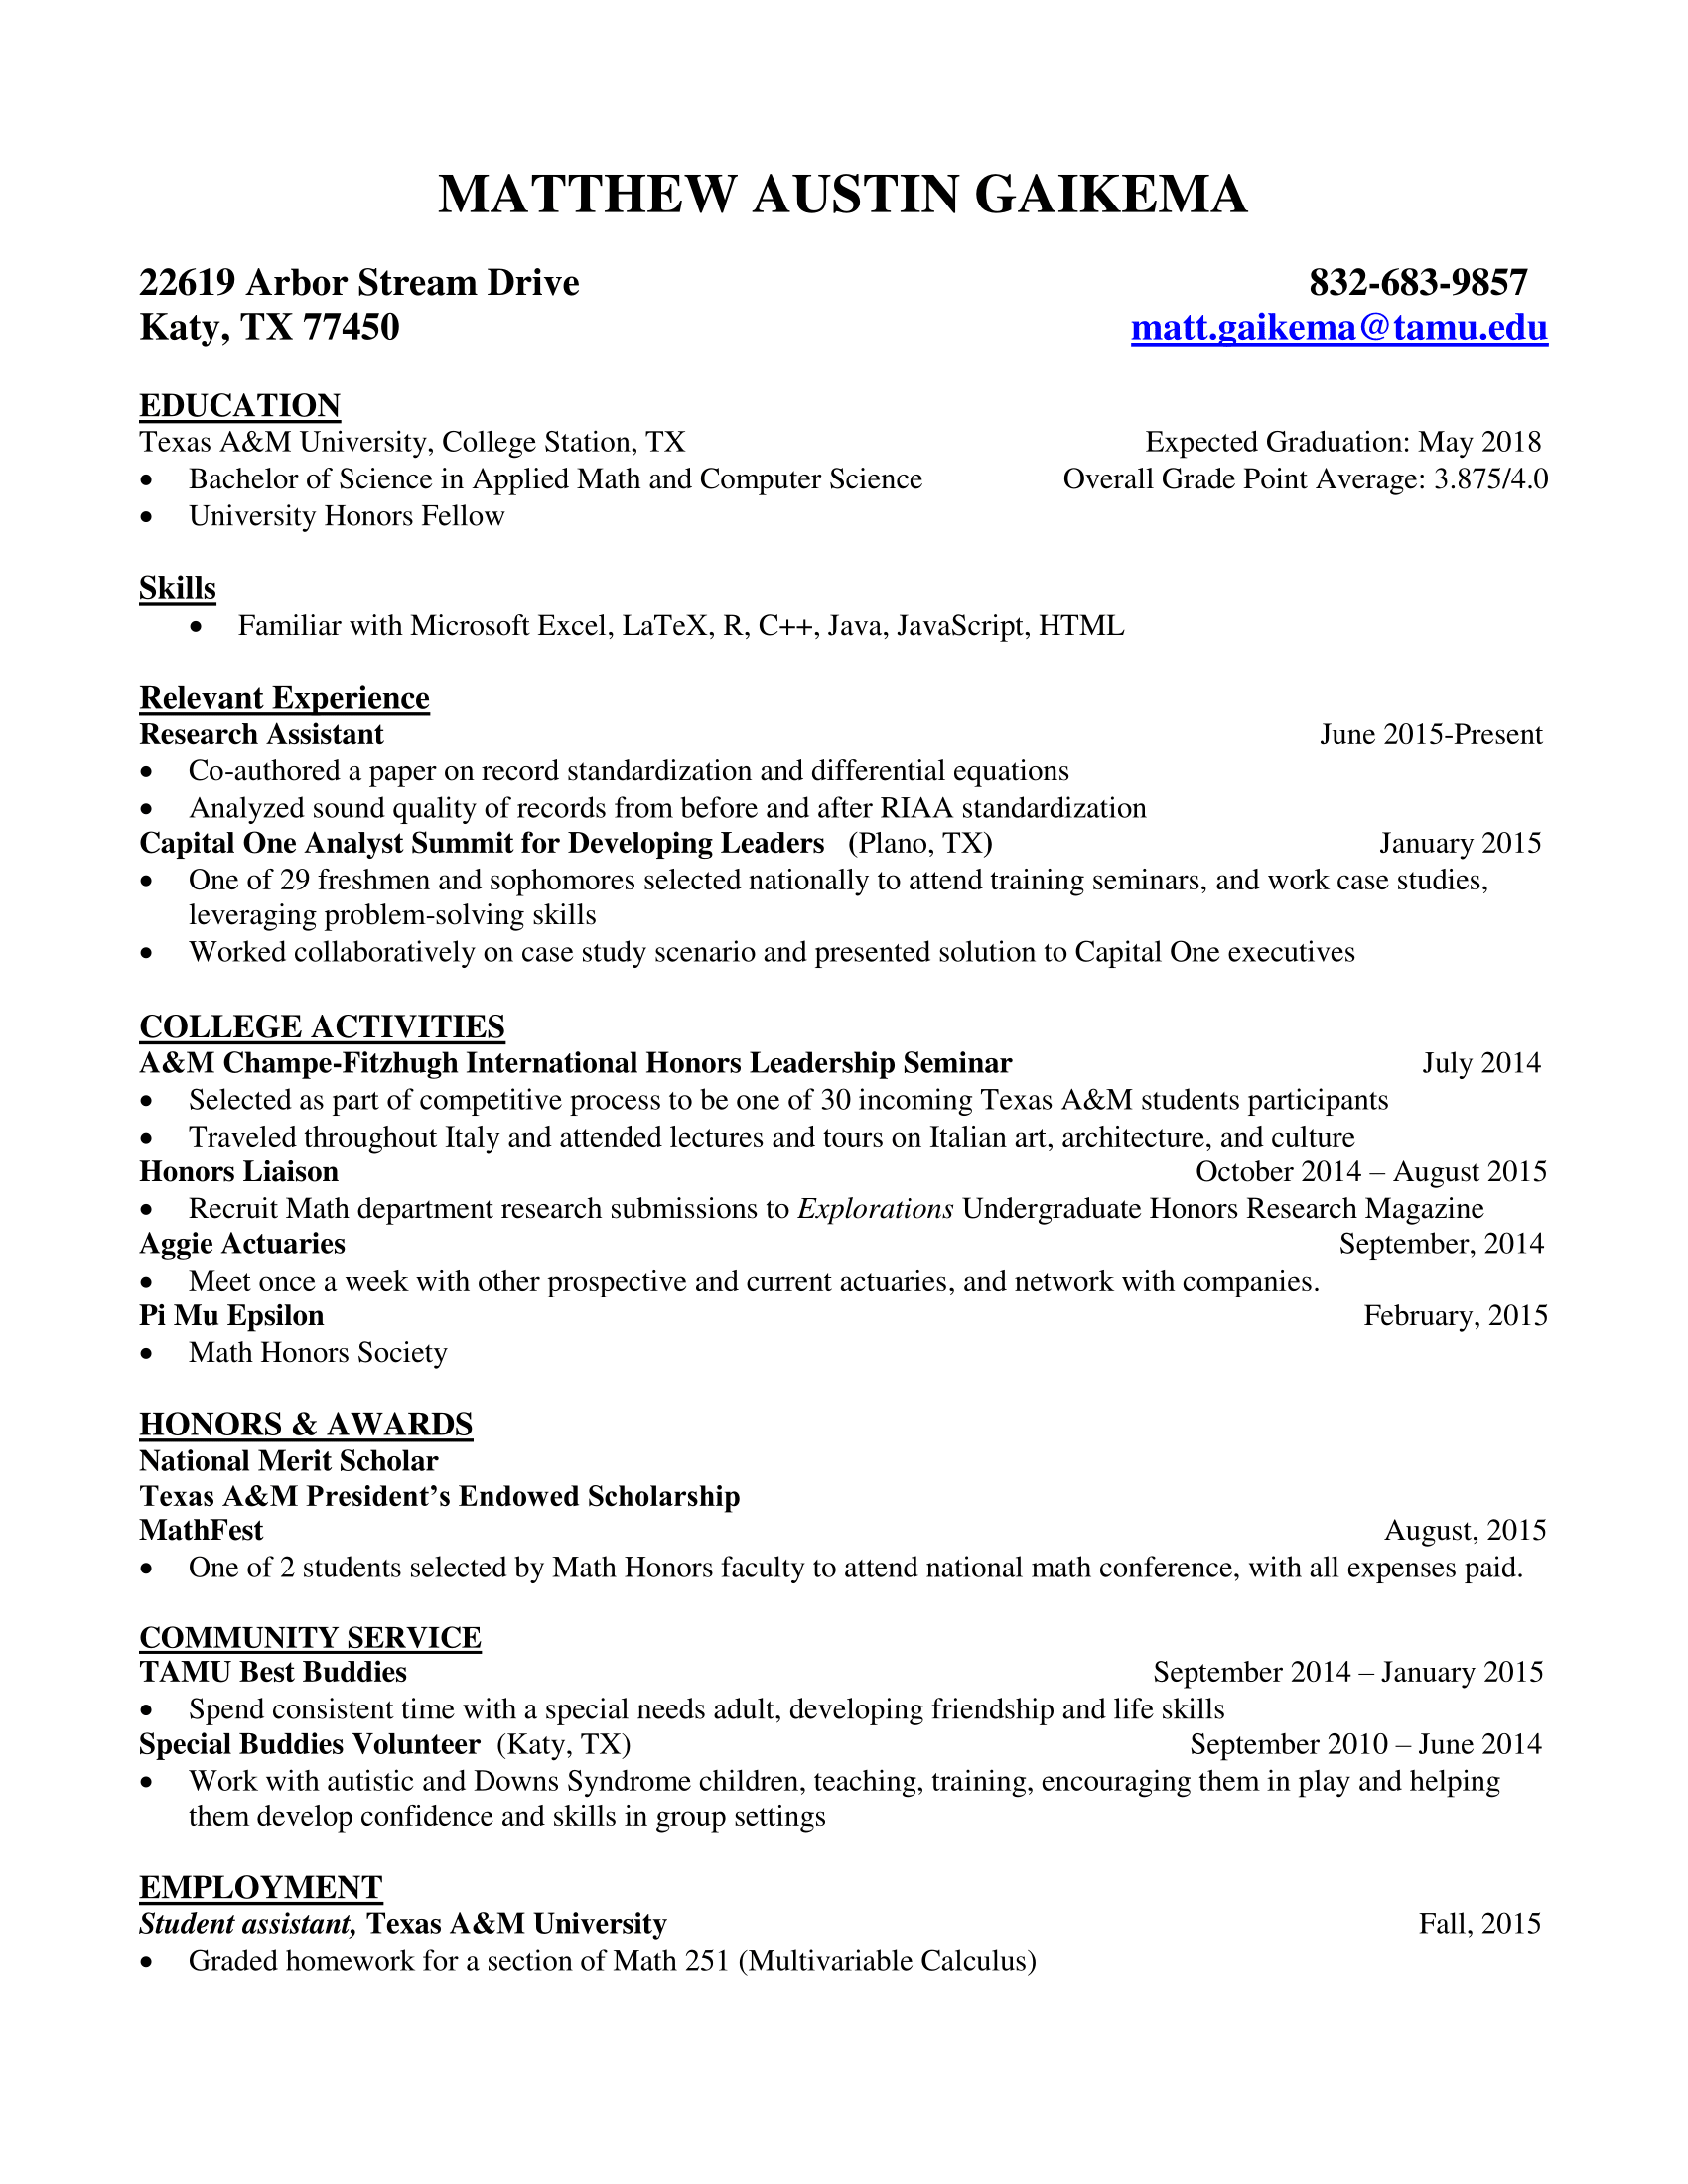 MATTHEW AUSTIN GAIKEMA
22619 Arbor Stream Drive 832-683-9857
Katy, TX 77450 matt.gaikema@tamu.edu
EDUCATION
Texas A&M University, College Station, TX Expected Graduation: May 2018
• Bachelor of Science in Applied Math and Computer Science Overall Grade Point Average: 3.875/4.0
• University Honors Fellow
Skills
• Familiar with Microsoft Excel, LaTeX, R, C++, Java, JavaScript, HTML
Relevant Experience
Research Assistant June 2015-Present
• Co-authored a paper on record standardization and differential equations
• Analyzed sound quality of records from before and after RIAA standardization
Capital One Analyst Summit for Developing Leaders (Plano, TX) January 2015
• One of 29 freshmen and sophomores selected nationally to attend training seminars, and work case studies,
leveraging problem-solving skills
• Worked collaboratively on case study scenario and presented solution to Capital One executives
COLLEGE ACTIVITIES
A&M Champe-Fitzhugh International Honors Leadership Seminar July 2014
• Selected as part of competitive process to be one of 30 incoming Texas A&M students participants
• Traveled throughout Italy and attended lectures and tours on Italian art, architecture, and culture
Honors Liaison October 2014 – August 2015
• Recruit Math department research submissions to Explorations Undergraduate Honors Research Magazine
Aggie Actuaries September, 2014
• Meet once a week with other prospective and current actuaries, and network with companies.
Pi Mu Epsilon February, 2015
• Math Honors Society
HONORS & AWARDS
National Merit Scholar
Texas A&M President’s Endowed Scholarship
MathFest August, 2015
• One of 2 students selected by Math Honors faculty to attend national math conference, with all expenses paid.
COMMUNITY SERVICE
TAMU Best Buddies September 2014 – January 2015
• Spend consistent time with a special needs adult, developing friendship and life skills
Special Buddies Volunteer (Katy, TX) September 2010 – June 2014
• Work with autistic and Downs Syndrome children, teaching, training, encouraging them in play and helping
them develop confidence and skills in group settings
EMPLOYMENT
Student assistant, Texas A&M University Fall, 2015
• Graded homework for a section of Math 251 (Multivariable Calculus)